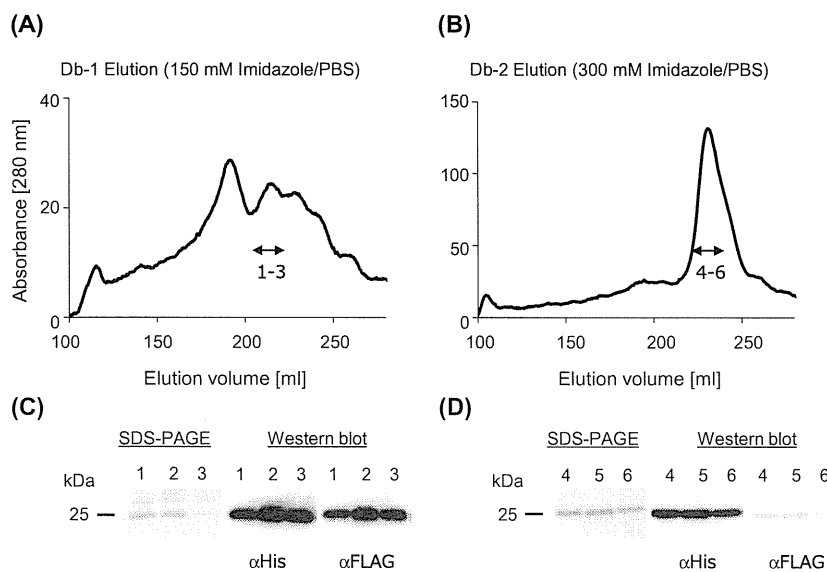 (A)
Db-1 Elution (150 mM Imidazole/PBS)
40
20
0
Absorbance [280 nm]
1-3
100 150 200 250
Elution volume [ml]
(B)
Db-2 Elution (300 mM Imidazole/PBS)
150
100
50
0
4-6
100 150 200 250
Elution volume [ml]
(C)
SDS-PAGE Western blot
kDa
1 2 3 1 2 3 1 2 3
25
αHis αFLAG
(D)
SDS-PAGE Western blot
kDa
4 5 6 4 5 6 4 5 6
25
αHis αFLAG